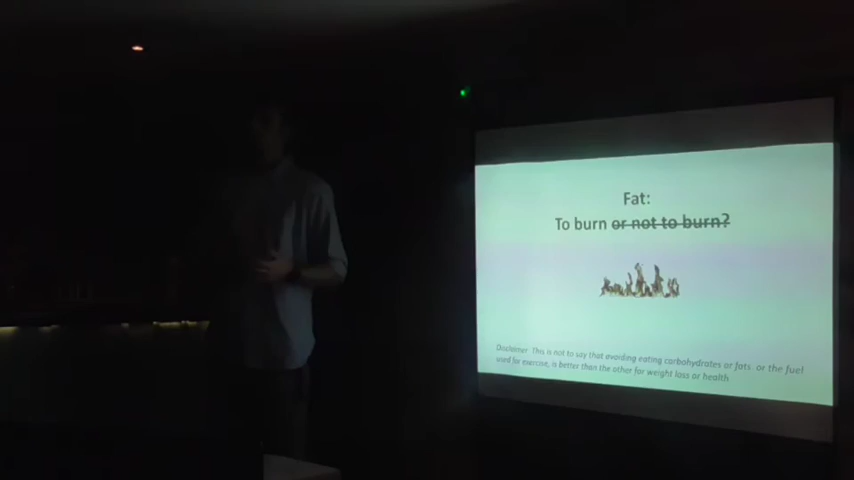 Fat:
To burn or not to burn?
Disclaimer: This is not to say that avoiding eating carbohydrates or fats or the fuel
used for exercise, is better than the other for weight loss or health